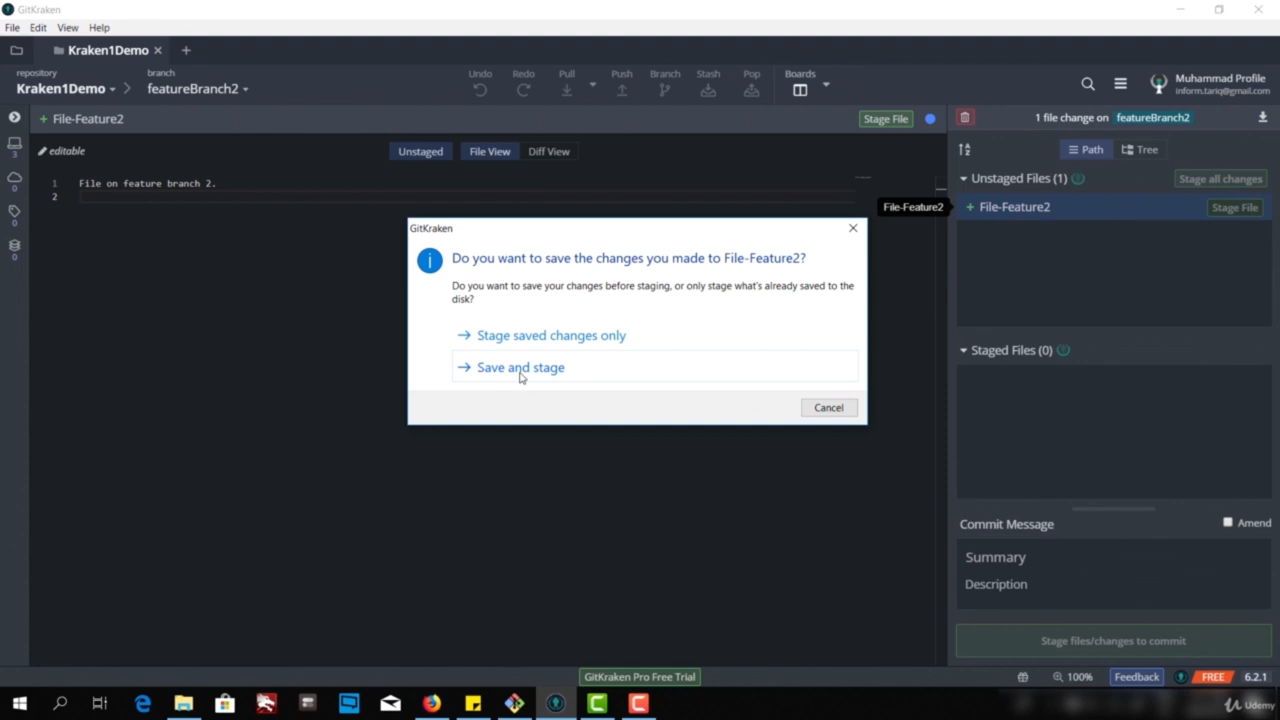 GitKraken
File Edit View Help
Kraken1Demo
repository
Kraken1Demo
branch
featureBranch2
Undo
Redo
Pull
Push
Branch
Stash
Pop
Boards
Muhammad Profile
inform.tariq@gmail.com
File-Feature2
Stage File
1 file change on featureBranch2
editable
Unstaged
File View
Diff View
Path
Tree
3
0
0
0
1 File on feature branch 2.
2
Unstaged Files (1)
Stage all changes
File-Feature2
File-Feature2
Stage File
GitKraken
Do you want to save the changes you made to File-Feature2?
Do you want to save your changes before staging, or only stage what's already saved to the
disk?
Stage saved changes only
Save and stage
Cancel
Staged Files (0)
Commit Message
Amend
Summary
Description
Stage files/changes to commit
GitKraken Pro Free Trial
100%
Feedback
FREE
6.2.1
Udemy